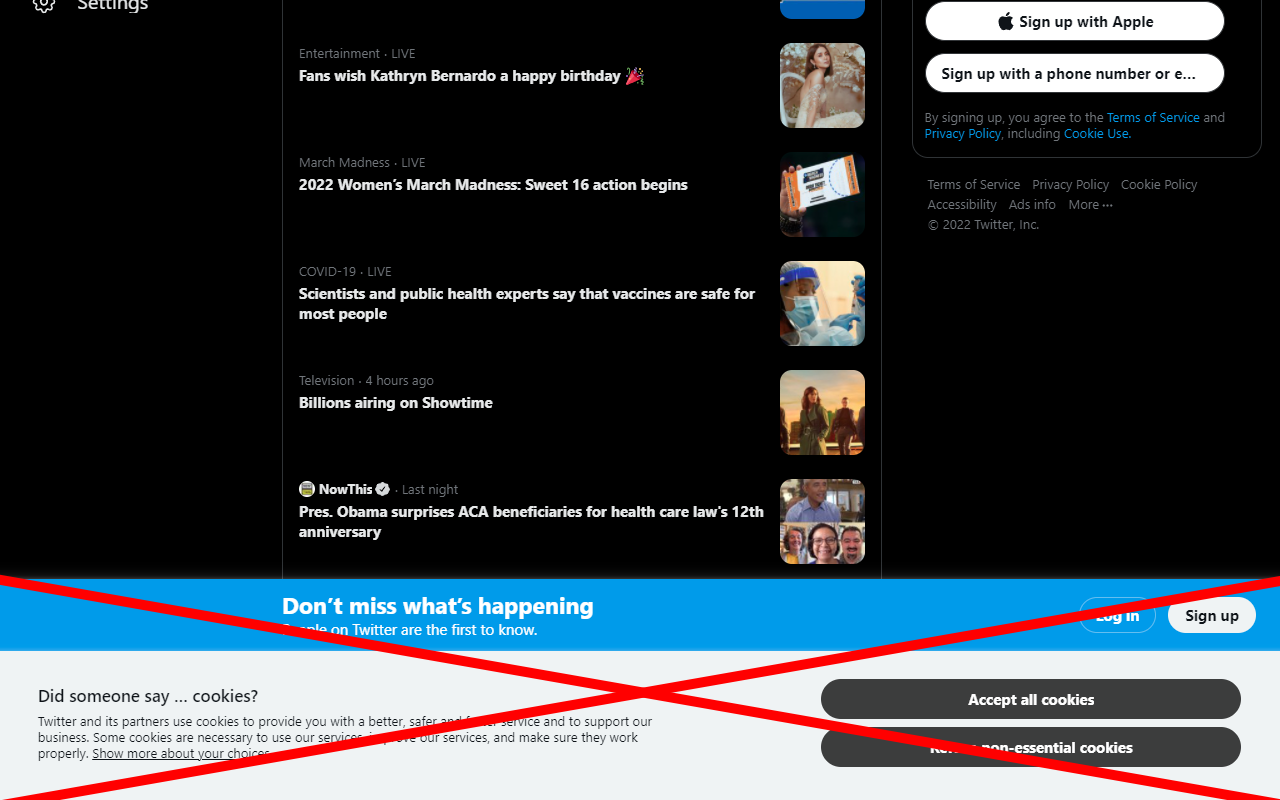 Settings
Entertainment · LIVE
Fans wish Kathryn Bernardo a happy birthday 🎉
March Madness · LIVE
2022 Women’s March Madness: Sweet 16 action begins
COVID-19 · LIVE
Scientists and public health experts say that vaccines are safe for
most people
Television · 4 hours ago
Billions airing on Showtime
NowThis · Last night
Pres. Obama surprises ACA beneficiaries for health care law's 12th
anniversary
Sign up with Apple
Sign up with a phone number or e...
By signing up, you agree to the Terms of Service and
Privacy Policy, including Cookie Use.
Terms of Service Privacy Policy Cookie Policy
Accessibility Ads info More ···
© 2022 Twitter, Inc.
Don’t miss what’s happening
People on Twitter are the first to know.
Log in
Sign up
Did someone say … cookies?
Twitter and its partners use cookies to provide you with a better, safer and faster service and to support our
business. Some cookies are necessary to use our services, improve our services, and make sure they work
properly. Show more about your choices.
Accept all cookies
Refuse non-essential cookies